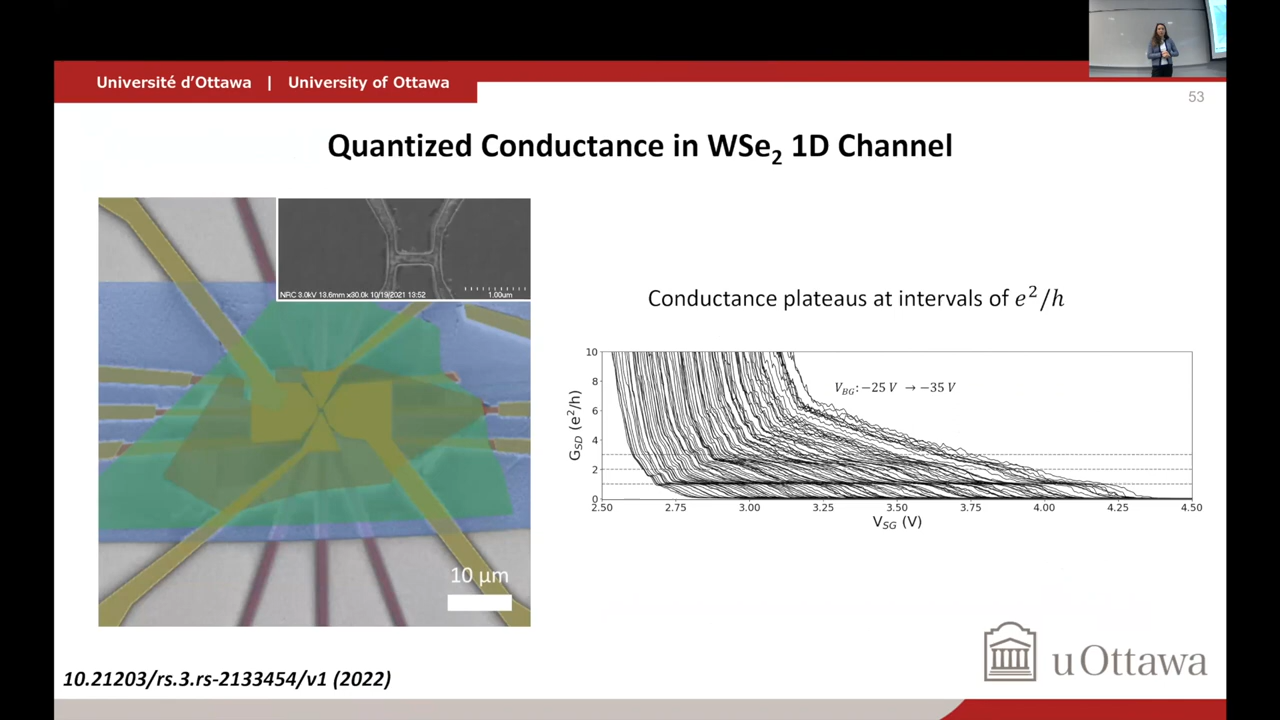 Université d'Ottawa | University of Ottawa
53
Quantized Conductance in WSe₂ 1D Channel
NRC 3.0kV 13.6mm x30.0k 10/19/2021 13:52 1.00um
Conductance plateaus at intervals of e²/h
10
8
6
4
2
0
G_SD (e²/h)
V_BG: −25 V → −35 V
2.50 2.75 3.00 3.25 3.50 3.75 4.00 4.25 4.50
V_SG (V)
10 μm
uOttawa
10.21203/rs.3.rs-2133454/v1 (2022)